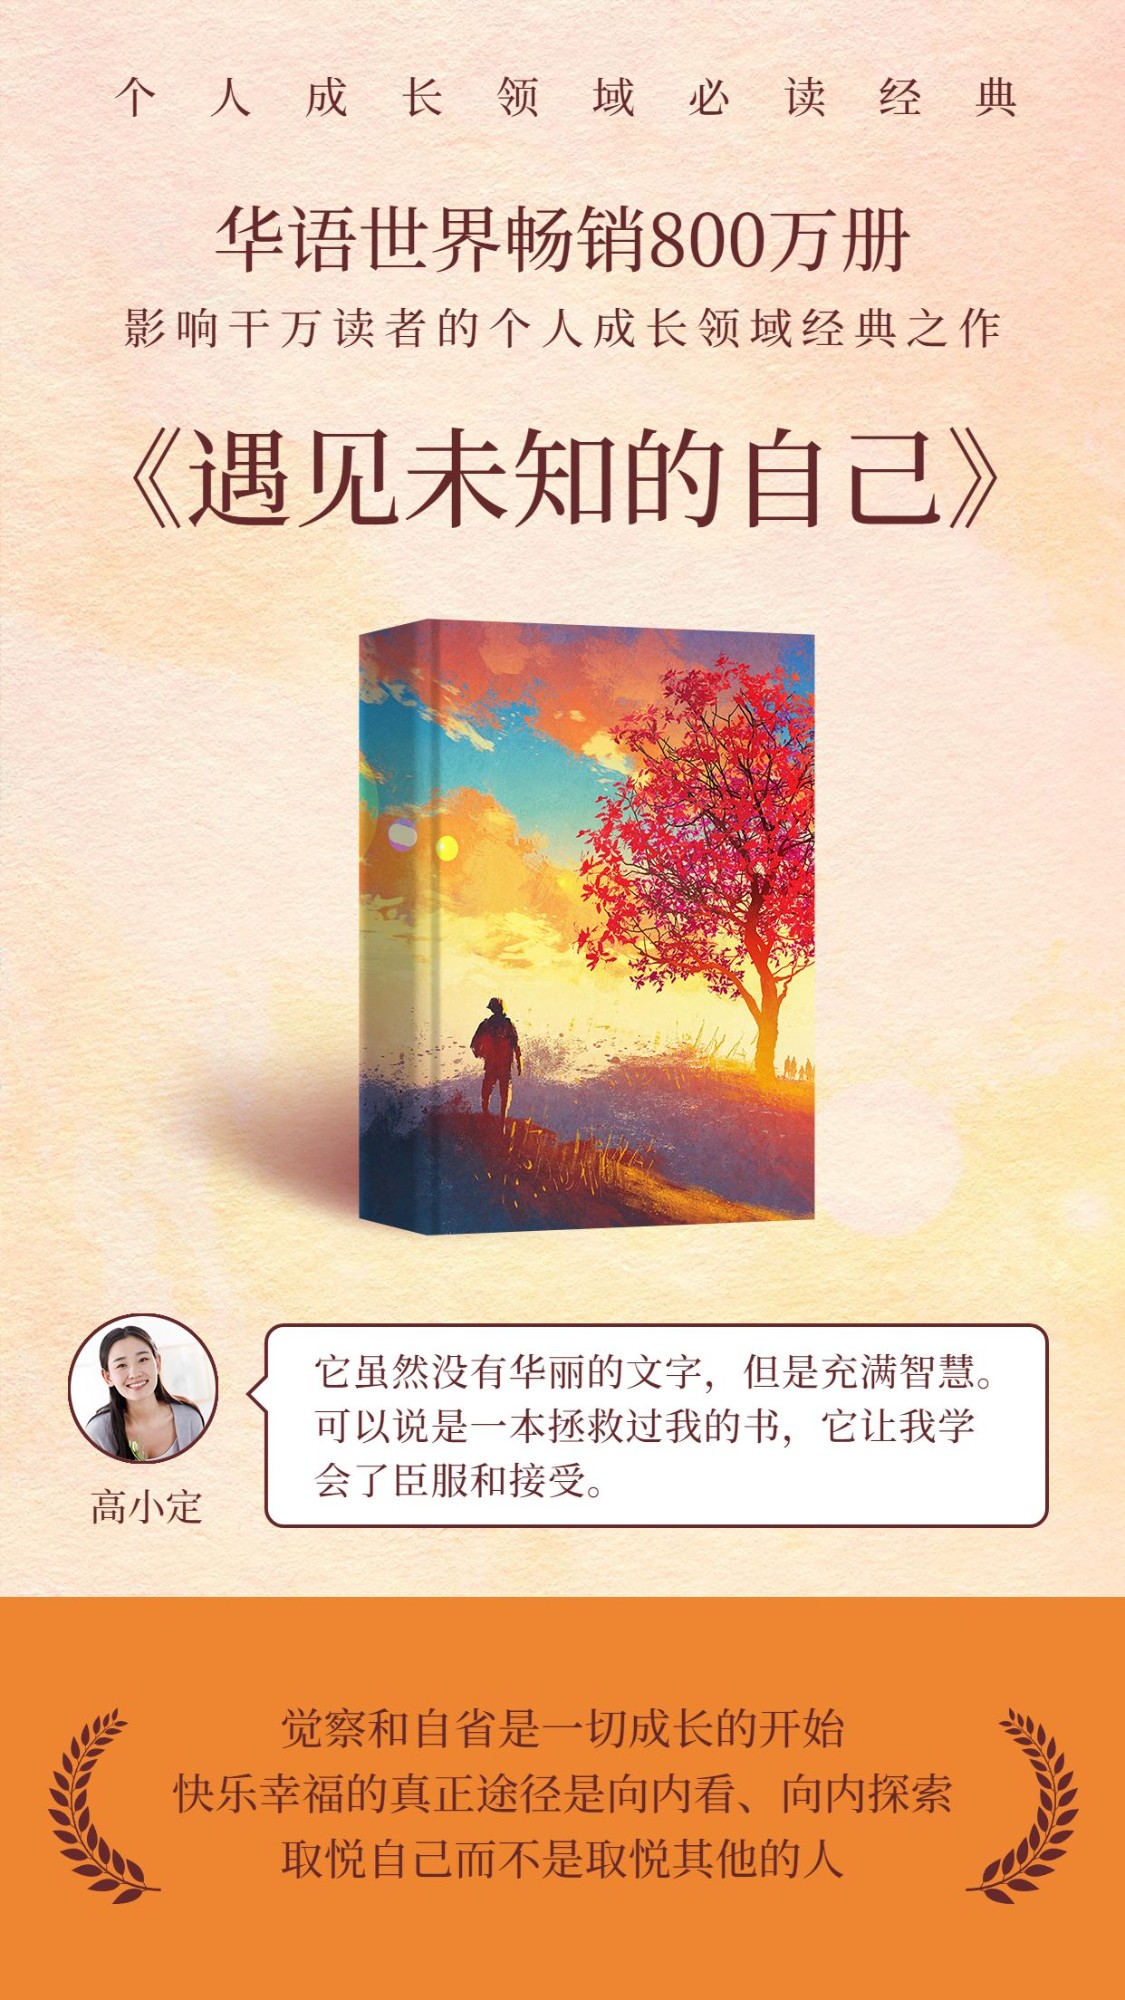 个人成长领域必读经典
华语世界畅销800万册
影响千万读者的个人成长领域经典之作
《遇见未知的自己》
它虽然没有华丽的文字，但是充满智慧。
可以说是一本拯救过我的书，它让我学
会了臣服和接受。
高小定
觉察和自省是一切成长的开始
快乐幸福的真正途径是向内看、向内探索
取悦自己而不是取悦其他的人